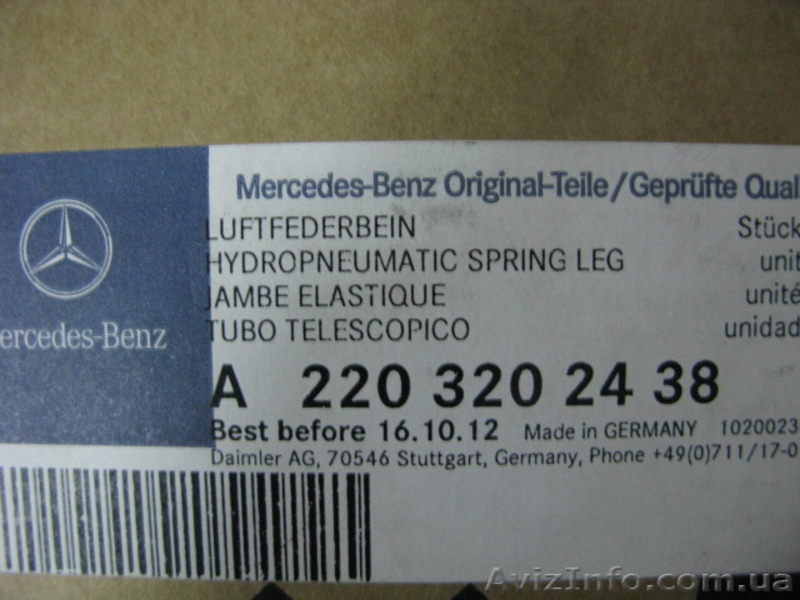 Mercedes-Benz Original-Teile/Geprüfte Qual
LUFTFEDERBEIN Stück
HYDROPNEUMATIC SPRING LEG unit
JAMBE ELASTIQUE unité
TUBO TELESCOPICO unidad
ercedes-Benz
A 220 320 24 38
Best before 16.10.12 Made in GERMANY 1020023
Daimler AG, 70546 Stuttgart, Germany, Phone +49(0)711/17-0
AvizInfo.com.ua